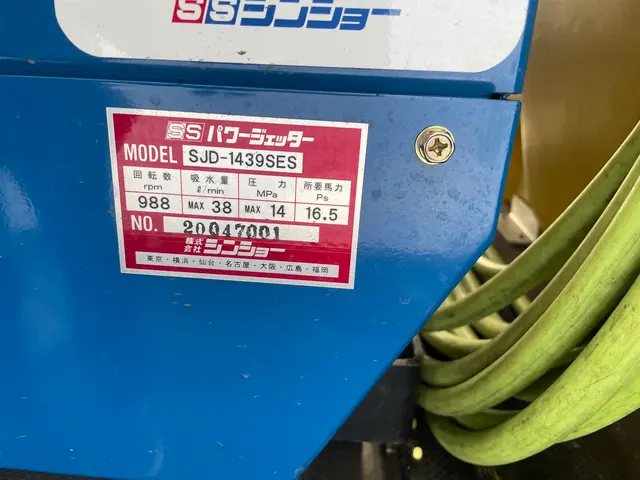 SSシンショー
SS パワージェッター
MODEL SJD-1439SES
回転数 吸水量 圧力 所要馬力
rpm ℓ/min MPa Ps
988 MAX 38 MAX 14 16.5
NO. 20047001
株式会社 シンショー
東京・横浜・仙台・名古屋・大阪・広島・福岡